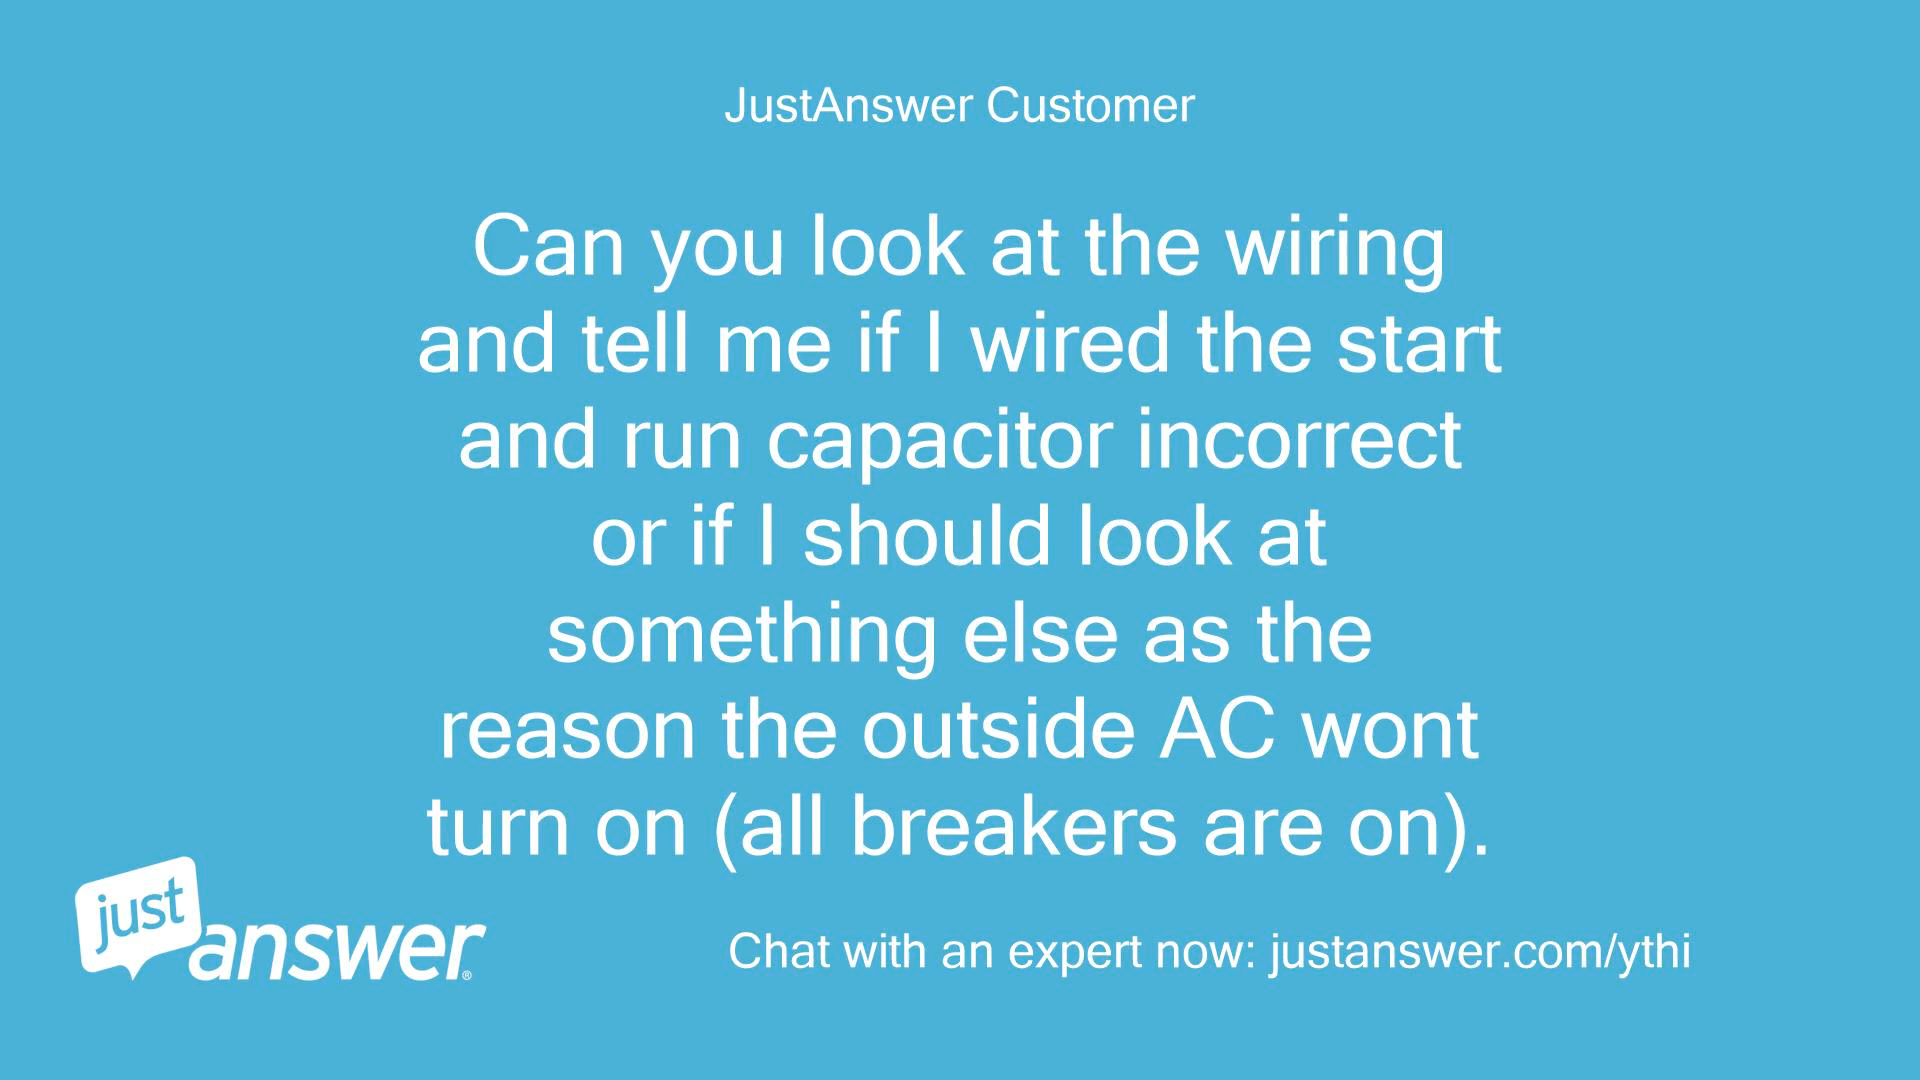 JustAnswer Customer
Can you look at the wiring
and tell me if I wired the start
and run capacitor incorrect
or if I should look at
something else as the
reason the outside AC wont
turn on (all breakers are on).
just
answer®
Chat with an expert now: justanswer.com/ythi